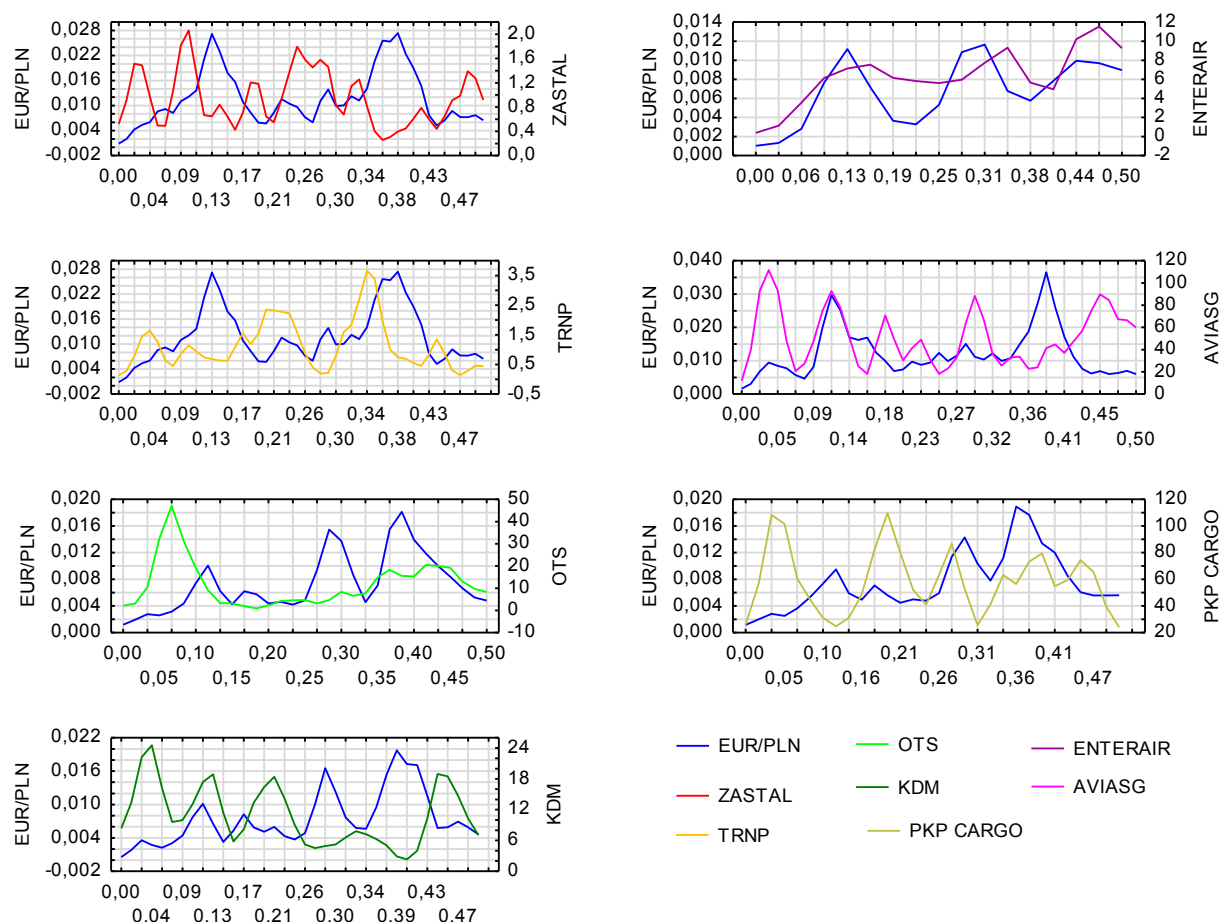 EUR/PLN
0,028
0,022
0,016
0,010
0,004
-0,002
2,0
1,6
1,2
0,8
0,4
0,0
ZASTAL
0,00 0,09 0,17 0,26 0,34 0,43
0,04 0,13 0,21 0,30 0,38 0,47
EUR/PLN
0,014
0,012
0,010
0,008
0,006
0,004
0,002
0,000
12
10
8
6
4
2
0
-2
ENTERAIR
0,00 0,06 0,13 0,19 0,25 0,31 0,38 0,44 0,50
EUR/PLN
0,028
0,022
0,016
0,010
0,004
-0,002
3,5
2,5
1,5
0,5
-0,5
TRNP
0,00 0,09 0,17 0,26 0,34 0,43
0,04 0,13 0,21 0,30 0,38 0,47
EUR/PLN
0,040
0,030
0,020
0,010
0,000
120
100
80
60
40
20
0
AVIASG
0,00 0,09 0,18 0,27 0,36 0,45
0,05 0,14 0,23 0,32 0,41 0,50
EUR/PLN
0,020
0,016
0,012
0,008
0,004
0,000
50
40
30
20
10
0
-10
OTS
0,00 0,10 0,20 0,30 0,40 0,50
0,05 0,15 0,25 0,35 0,45
EUR/PLN
0,020
0,016
0,012
0,008
0,004
0,000
120
100
80
60
40
20
PKP CARGO
0,00 0,10 0,21 0,31 0,41
0,05 0,16 0,26 0,36 0,47
EUR/PLN
0,022
0,016
0,010
0,004
-0,002
24
18
12
6
0
KDM
0,00 0,09 0,17 0,26 0,34 0,43
0,04 0,13 0,21 0,30 0,39 0,47
EUR/PLN OTS ENTERAIR
ZASTAL KDM AVIASG
TRNP PKP CARGO